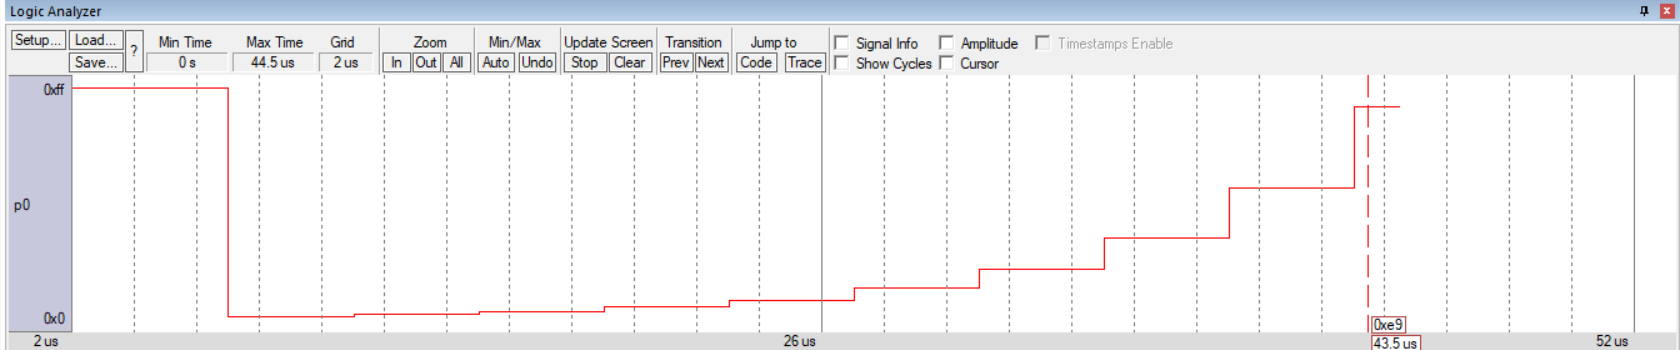 Logic Analyzer
Setup... Load... ? Min Time Max Time Grid Zoom Min/Max Update Screen Transition Jump to Signal Info Amplitude Timestamps Enable
Save... 0 s 44.5 us 2 us In Out All Auto Undo Stop Clear Prev Next Code Trace Show Cycles Cursor
0xff
p0
0x0
0xe9
2 us 26 us 43.5 us 52 us